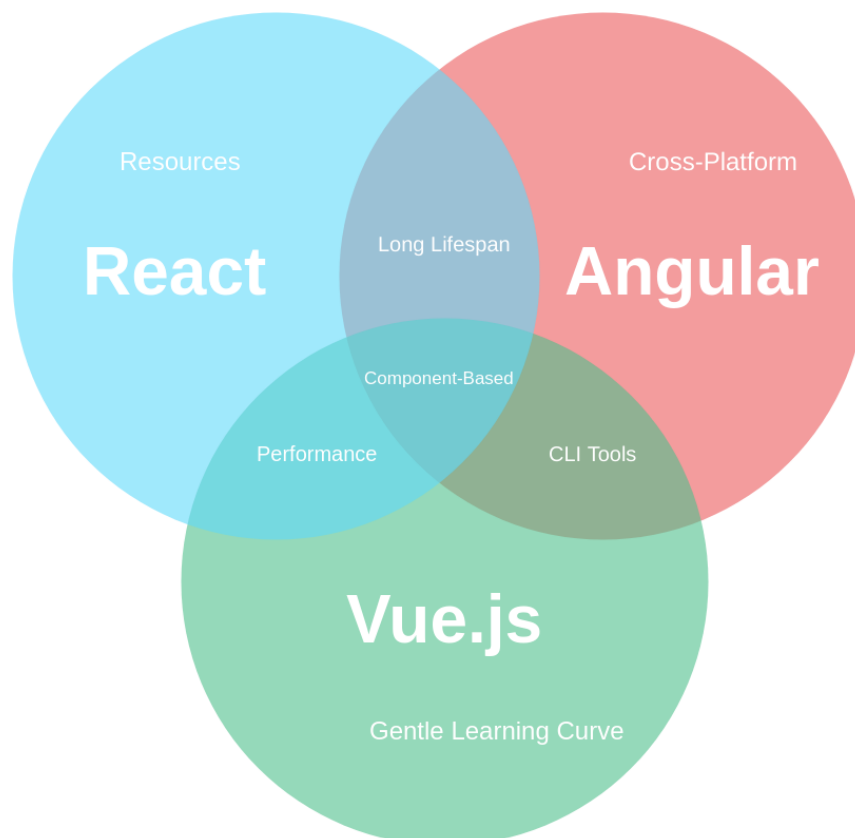 Resources
Cross-Platform
Long Lifespan
React
Angular
Component-Based
Performance
CLI Tools
Vue.js
Gentle Learning Curve